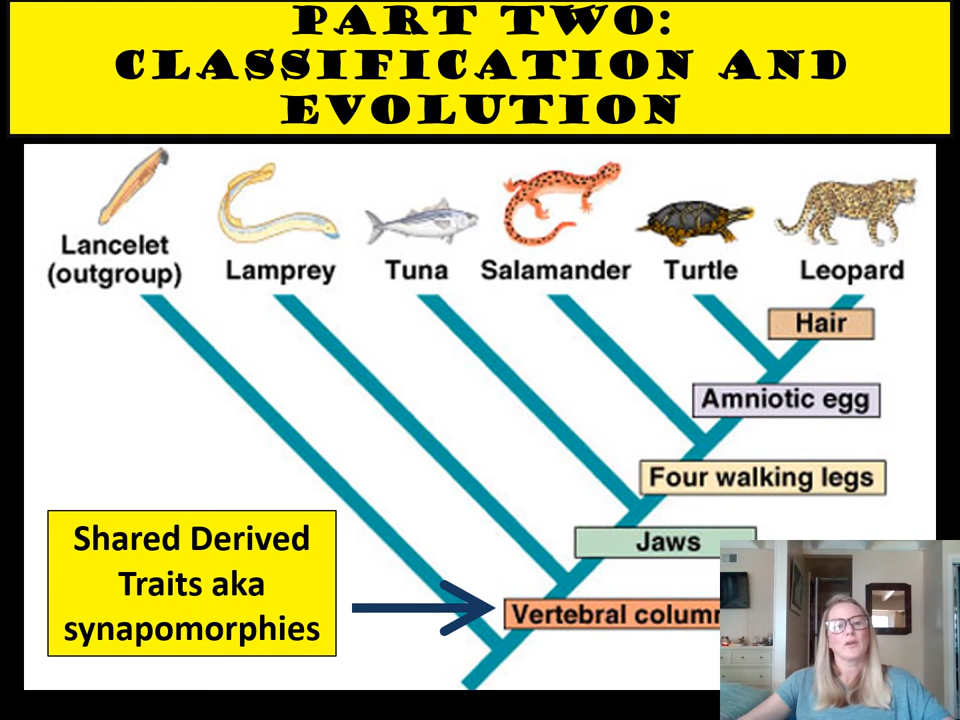 PART TWO:
CLASSIFICATION AND
EVOLUTION
Lancelet
(outgroup)
Lamprey
Tuna
Salamander
Turtle
Leopard
Hair
Amniotic egg
Four walking legs
Jaws
Vertebral column
Shared Derived
Traits aka
synapomorphies